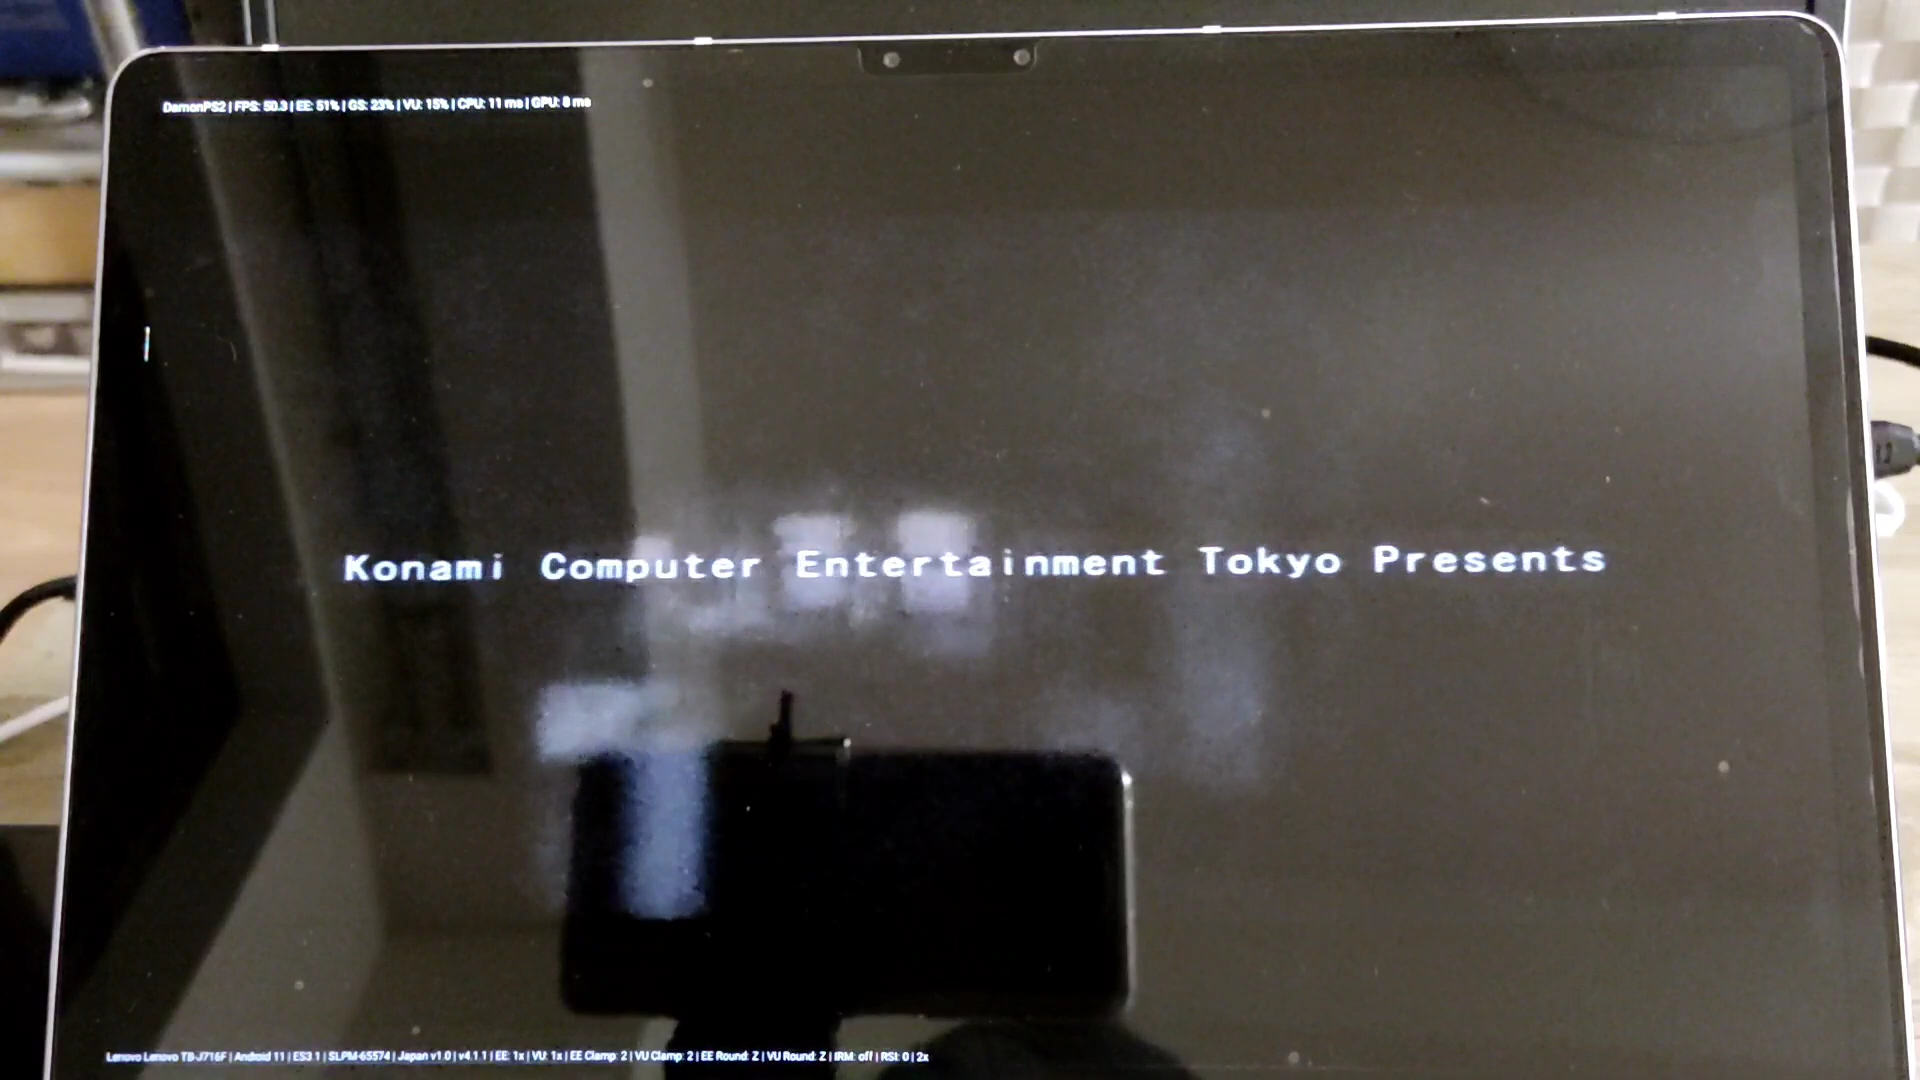 DamonPS2 | FPS: 50.3 | EE: 51% | GS: 23% | VU: 15% | CPU: 11 ms | GPU: 8 ms
Konami Computer Entertainment Tokyo Presents
Lenovo Lenovo TB-J716F | Android 11 | ES3.1 | SLPM-65574 | Japan v1.0 | v4.1.1 | EE: 1x | VU: 1x | EE Clamp: 2 | VU Clamp: 2 | EE Round: Z | VU Round: Z | IRM: off | RSI: 0 | 2x